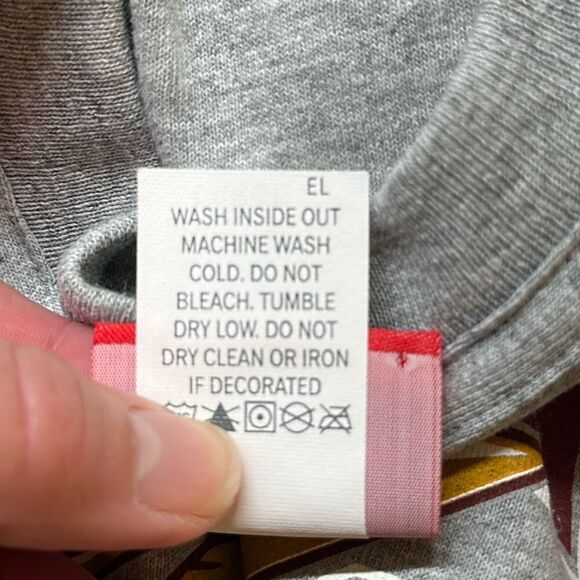 EL
WASH INSIDE OUT
MACHINE WASH
COLD. DO NOT
BLEACH. TUMBLE
DRY LOW. DO NOT
DRY CLEAN OR IRON
IF DECORATED